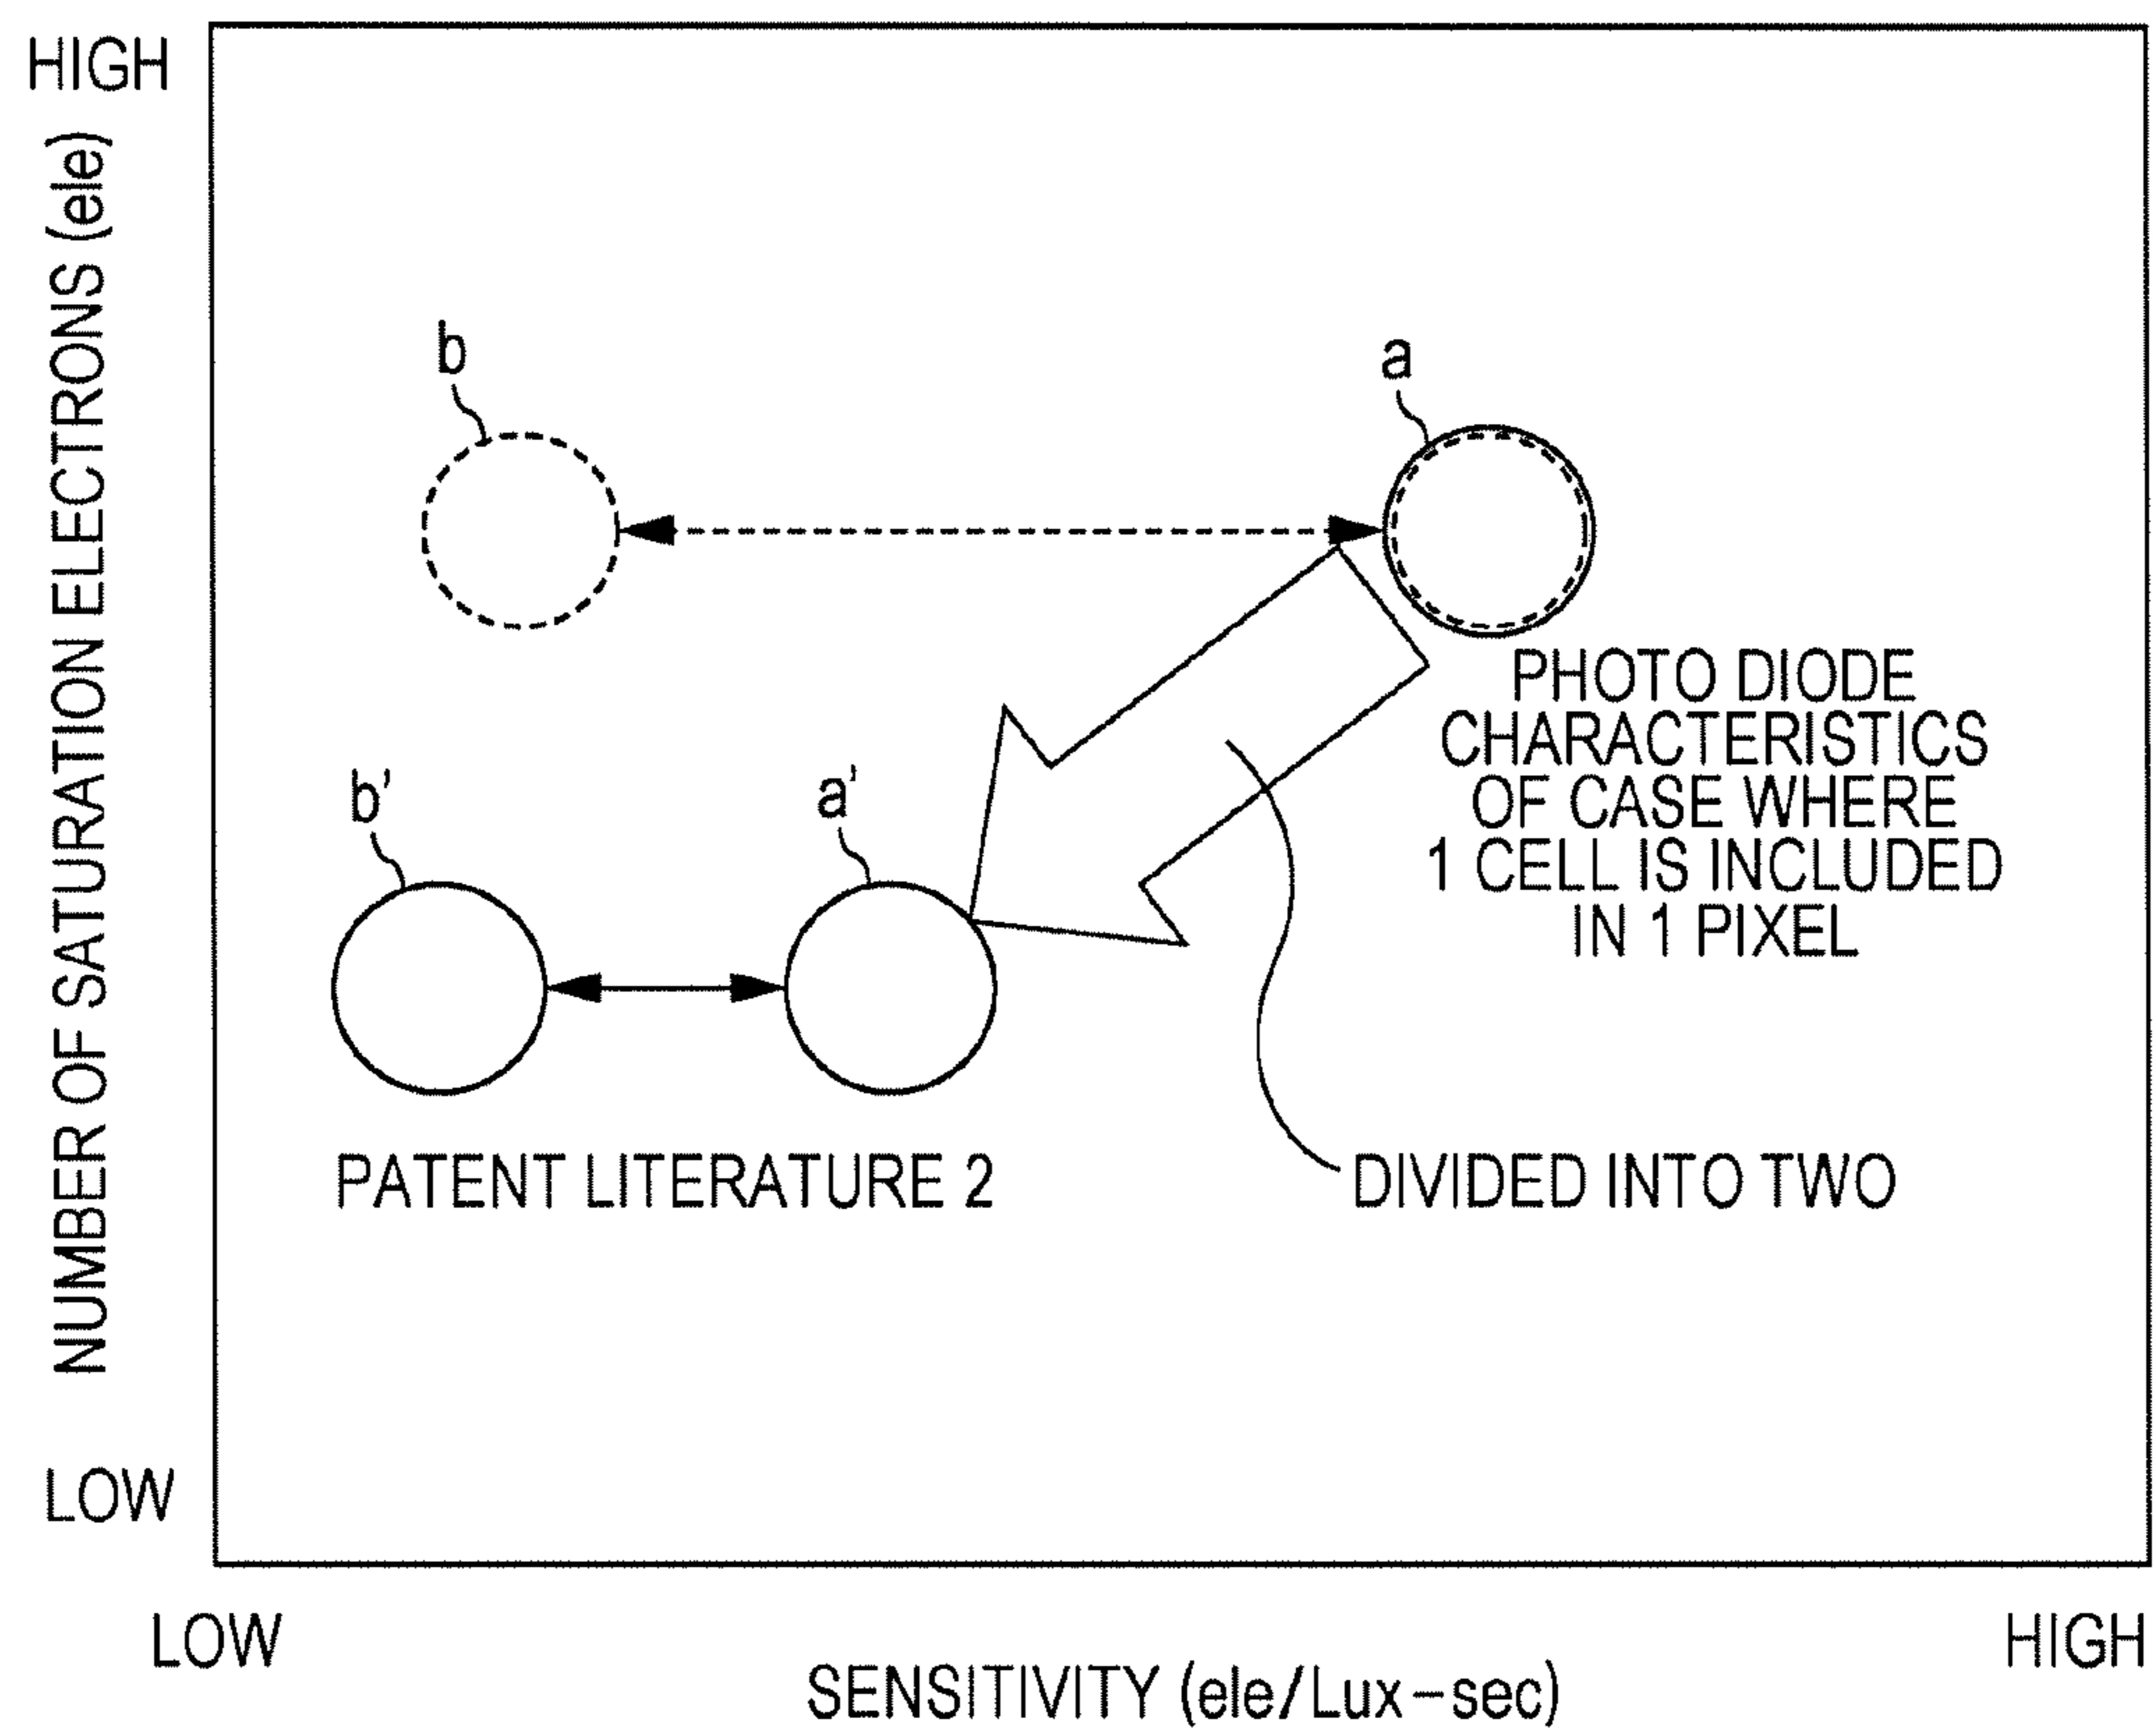 HIGH
NUMBER OF SATURATION ELECTRONS (ele)
LOW
b
a
PHOTO DIODE
CHARACTERISTICS
OF CASE WHERE
1 CELL IS INCLUDED
IN 1 PIXEL
b'
a'
PATENT LITERATURE 2
DIVIDED INTO TWO
LOW
SENSITIVITY (ele/Lux-sec)
HIGH